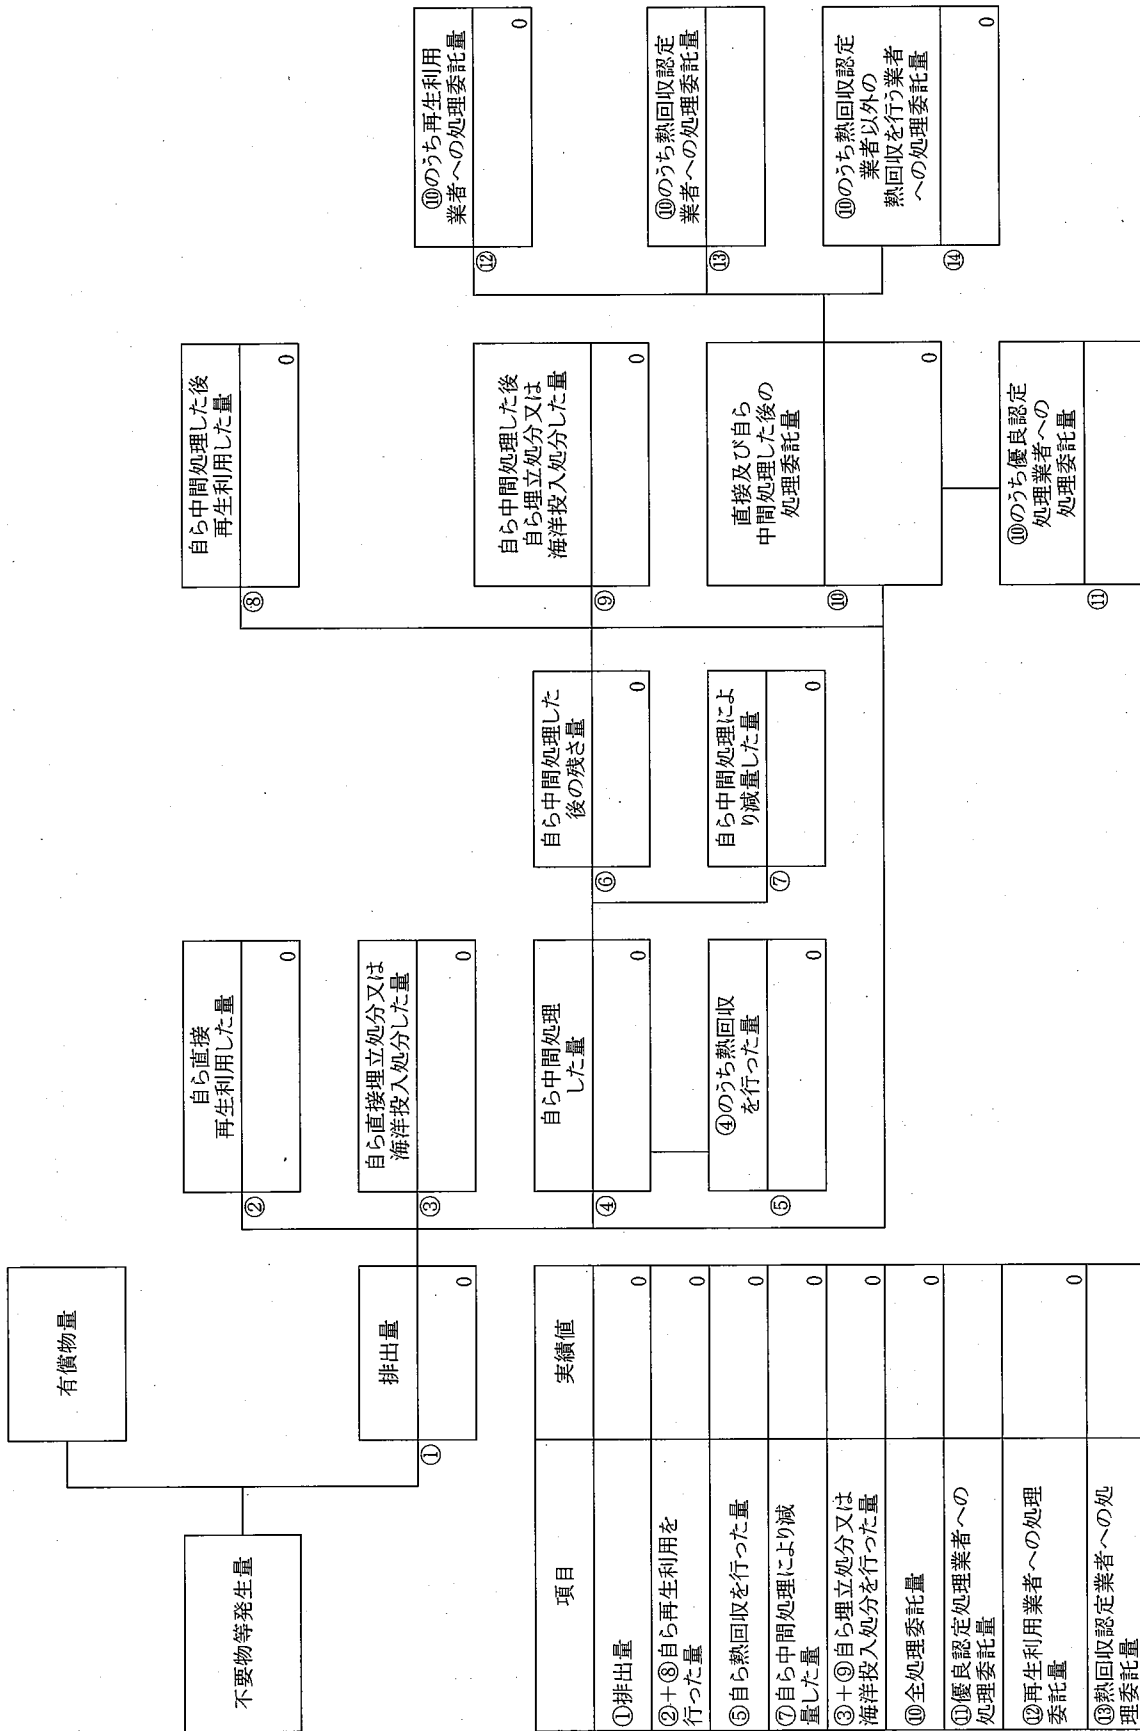 有償物量
不要物等発生量
排出量
①
0
自ら直接
再生利用した量
②
0
自ら直接埋立処分又は
海洋投入処分した量
③
0
自ら中間処理
した量
④
0
④のうち熱回収
を行った量
⑤
0
自ら中間処理した
後の残さ量
⑥
0
自ら中間処理によ
り減量した量
⑦
0
自ら中間処理した後
再生利用した量
⑧
0
自ら中間処理した後
自ら埋立処分又は
海洋投入処分した量
⑨
0
直接及び自ら
中間処理した後の
処理委託量
⑩
0
⑩のうち優良認定
処理業者への
処理委託量
⑪
⑩のうち再生利用
業者への処理委託量
⑫
0
⑩のうち熱回収認定
業者への処理委託量
⑬
⑩のうち熱回収認定
業者以外の
熱回収を行う業者
への処理委託量
⑭
0
項目 実績値
①排出量 0
②+⑧自ら再生利用を
行った量 0
⑤自ら熱回収を行った量 0
⑦自ら中間処理により減
量した量 0
③+⑨自ら埋立処分又は
海洋投入処分を行った量 0
⑩全処理委託量 0
⑪優良認定処理業者への
処理委託量
⑫再生利用業者への処理
委託量 0
⑬熱回収認定業者への処
理委託量